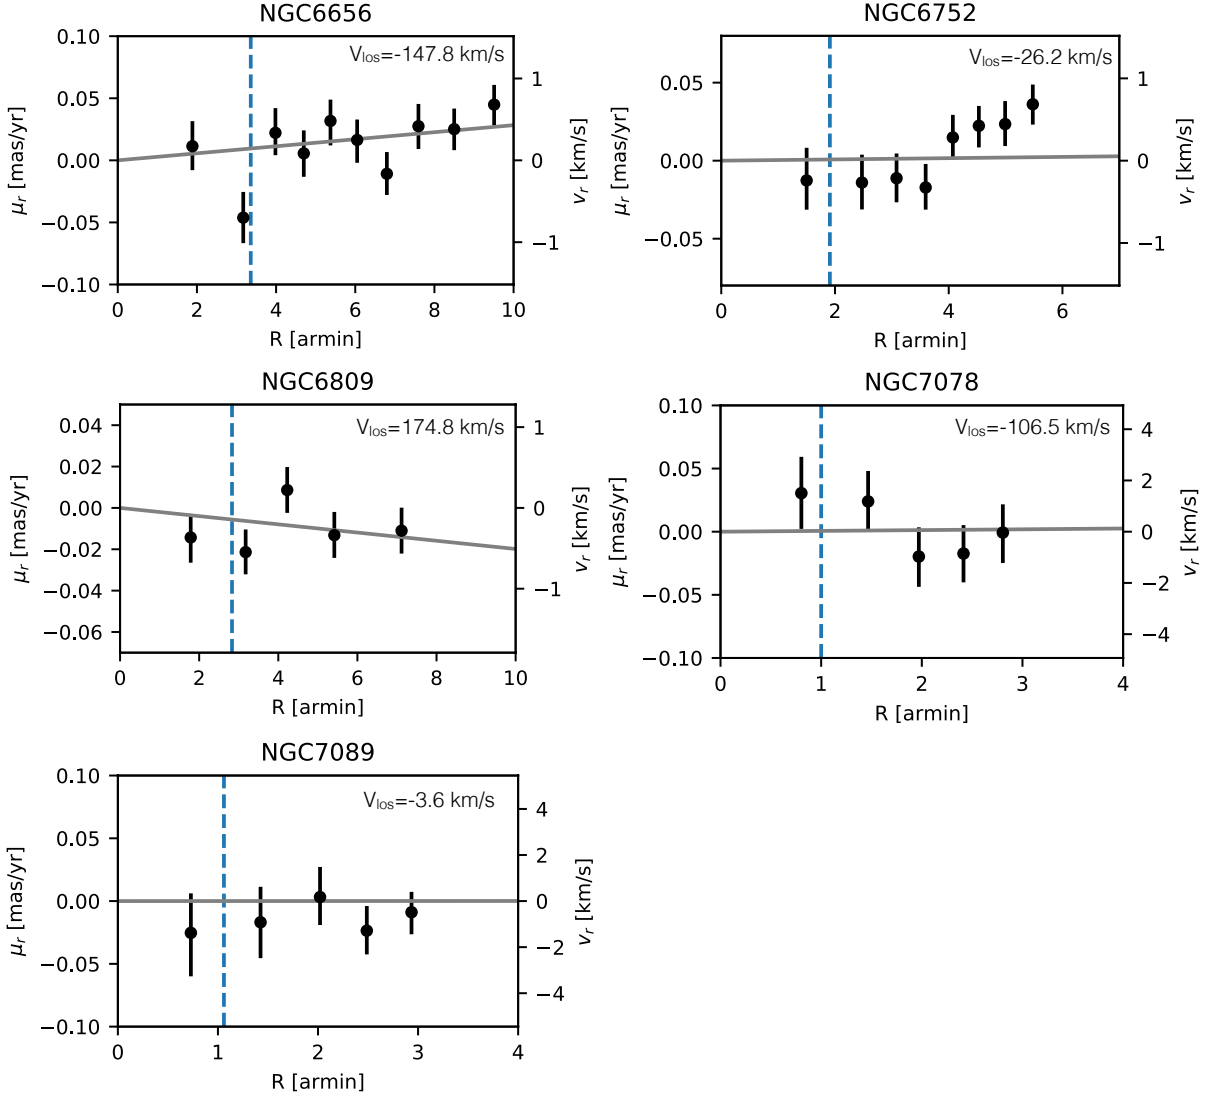 NGC6656
V_los=-147.8 km/s
0.10
0.05
0.00
−0.05
−0.10
μ_r [mas/yr]
1
0
−1
v_r [km/s]
0 2 4 6 8 10
R [armin]
NGC6752
V_los=-26.2 km/s
0.05
0.00
−0.05
μ_r [mas/yr]
1
0
−1
v_r [km/s]
0 2 4 6
R [armin]
NGC6809
V_los=174.8 km/s
0.04
0.02
0.00
−0.02
−0.04
−0.06
μ_r [mas/yr]
1
0
−1
v_r [km/s]
0 2 4 6 8 10
R [armin]
NGC7078
V_los=-106.5 km/s
0.10
0.05
0.00
−0.05
−0.10
μ_r [mas/yr]
4
2
0
−2
−4
v_r [km/s]
0 1 2 3 4
R [armin]
NGC7089
V_los=-3.6 km/s
0.10
0.05
0.00
−0.05
−0.10
μ_r [mas/yr]
4
2
0
−2
−4
v_r [km/s]
0 1 2 3 4
R [armin]